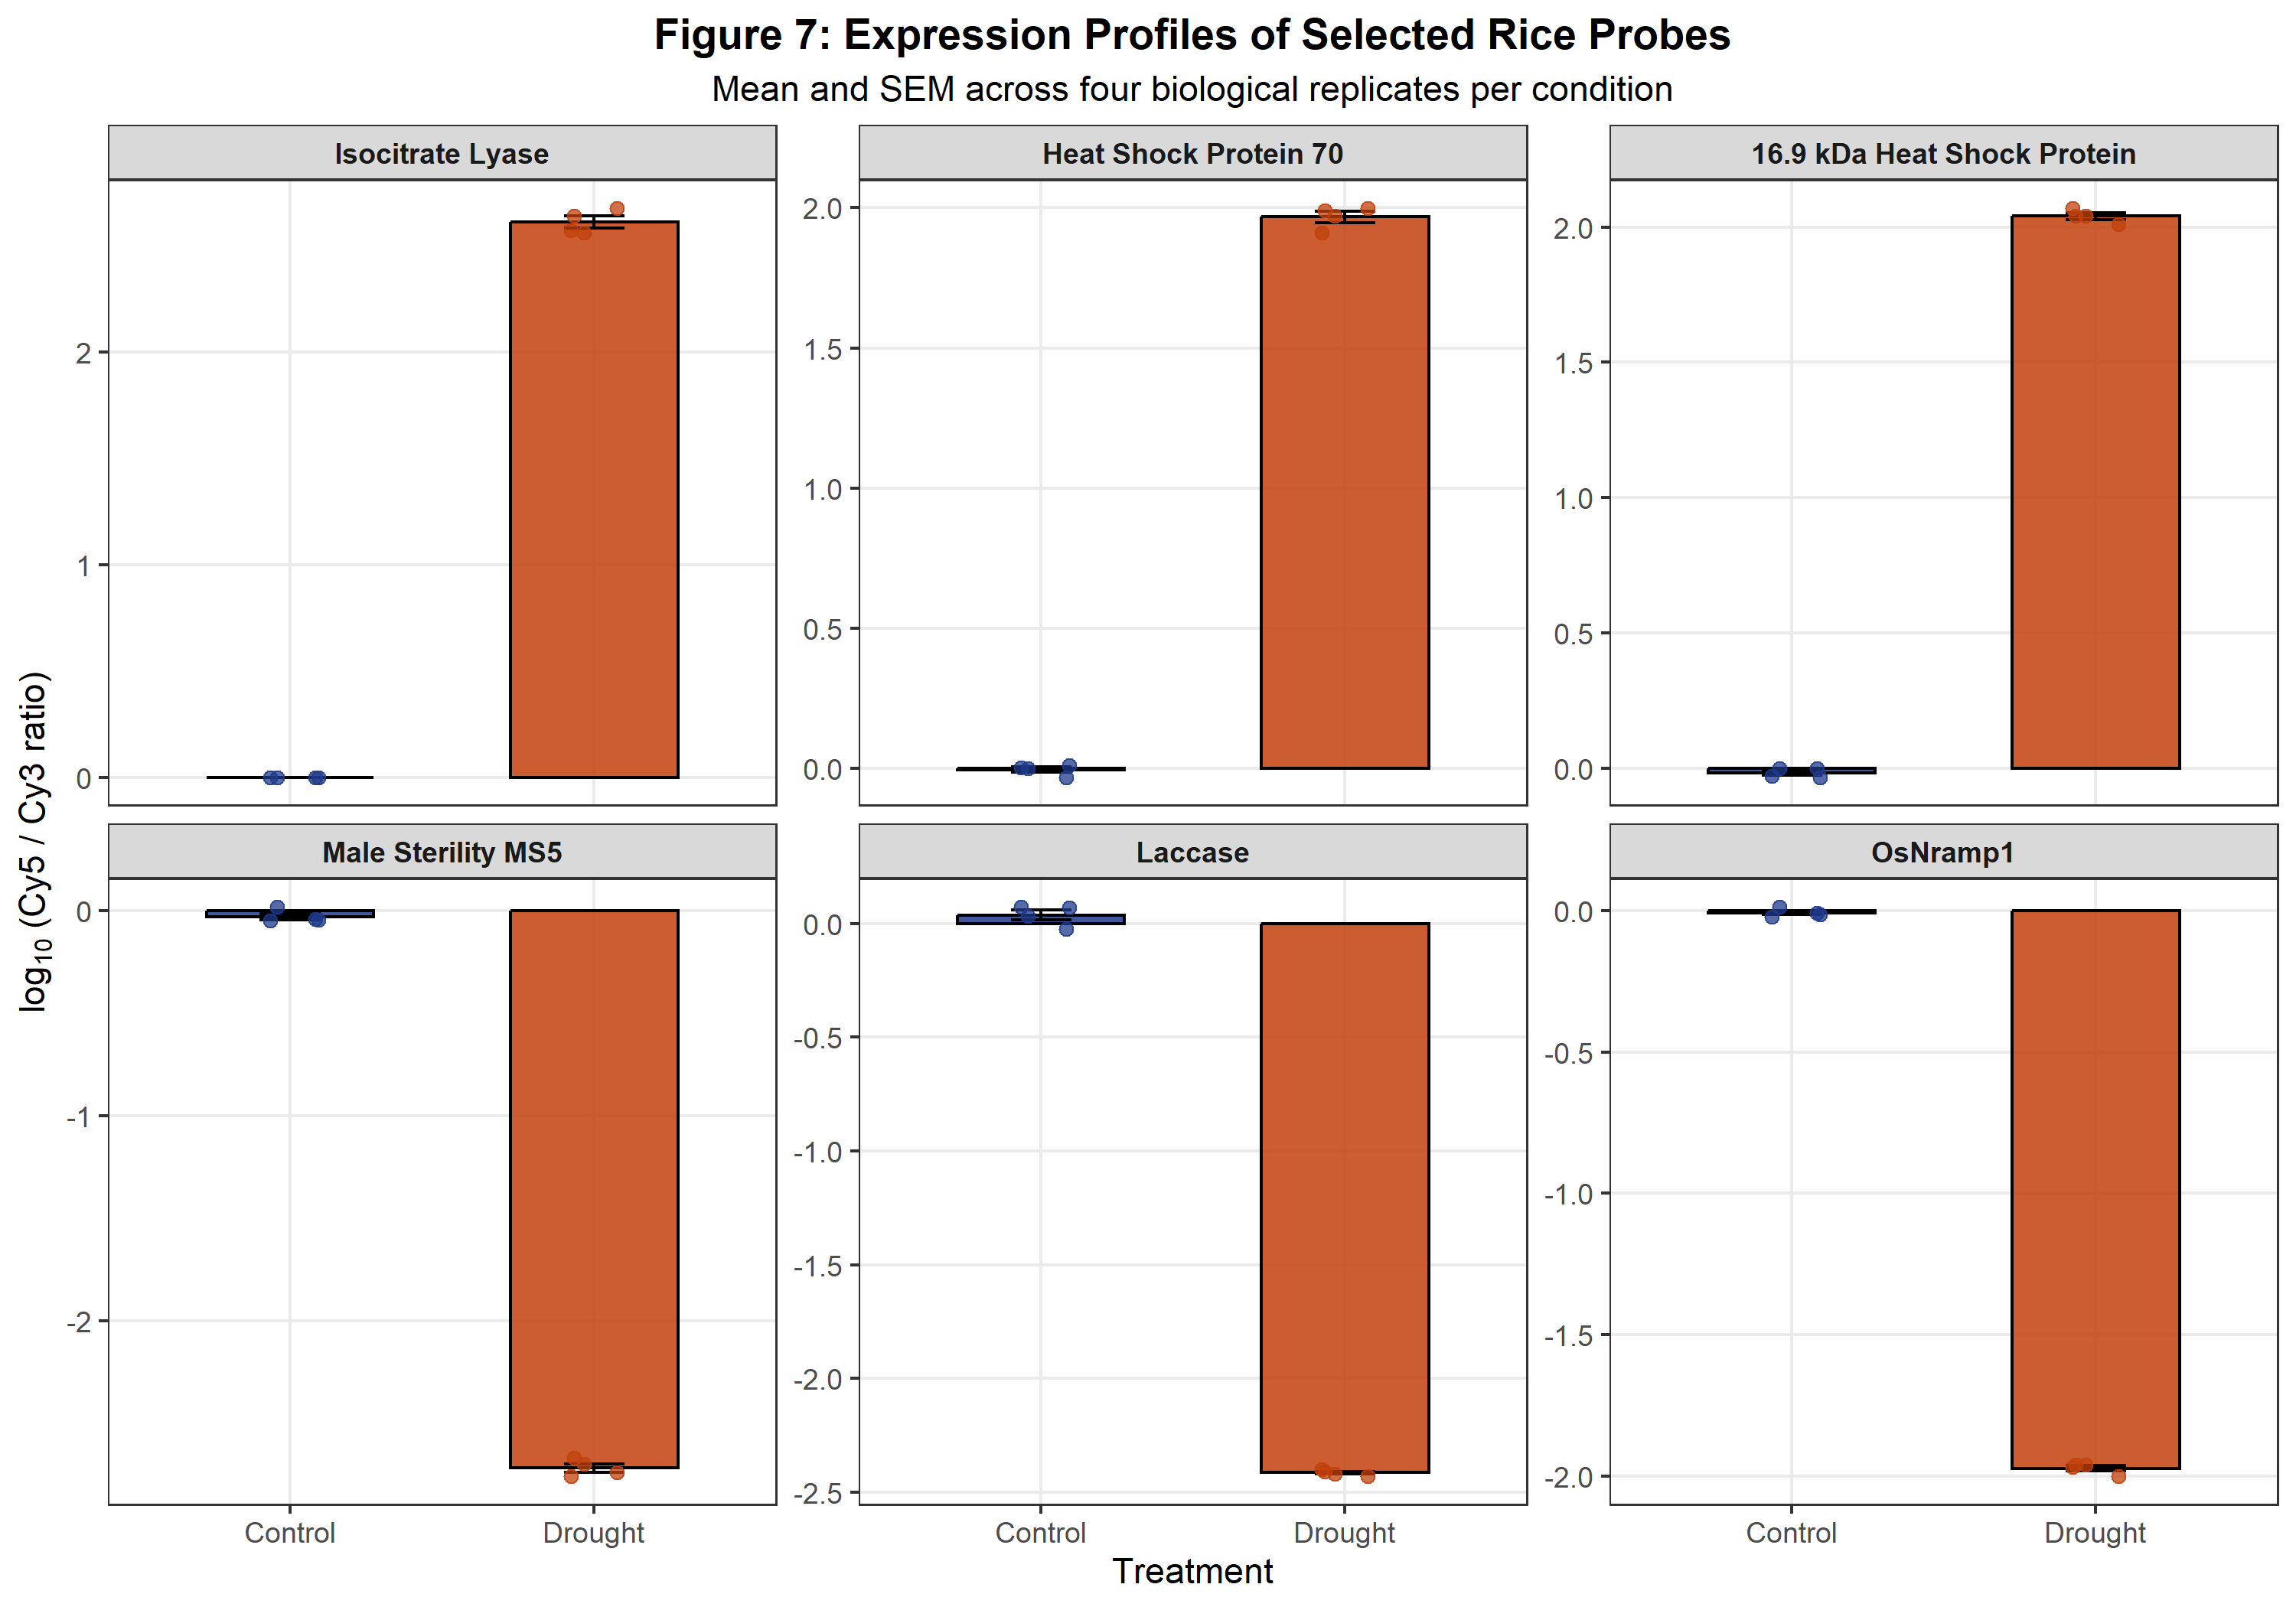 Figure 7: Expression Profiles of Selected Rice Probes
Mean and SEM across four biological replicates per condition
log₁₀ (Cy5 / Cy3 ratio)
Isocitrate Lyase
2
1
0
Heat Shock Protein 70
2.0
1.5
1.0
0.5
0.0
16.9 kDa Heat Shock Protein
2.0
1.5
1.0
0.5
0.0
Male Sterility MS5
0
-1
-2
Control
Drought
Laccase
0.0
-0.5
-1.0
-1.5
-2.0
-2.5
Control
Drought
OsNramp1
0.0
-0.5
-1.0
-1.5
-2.0
Control
Drought
Treatment